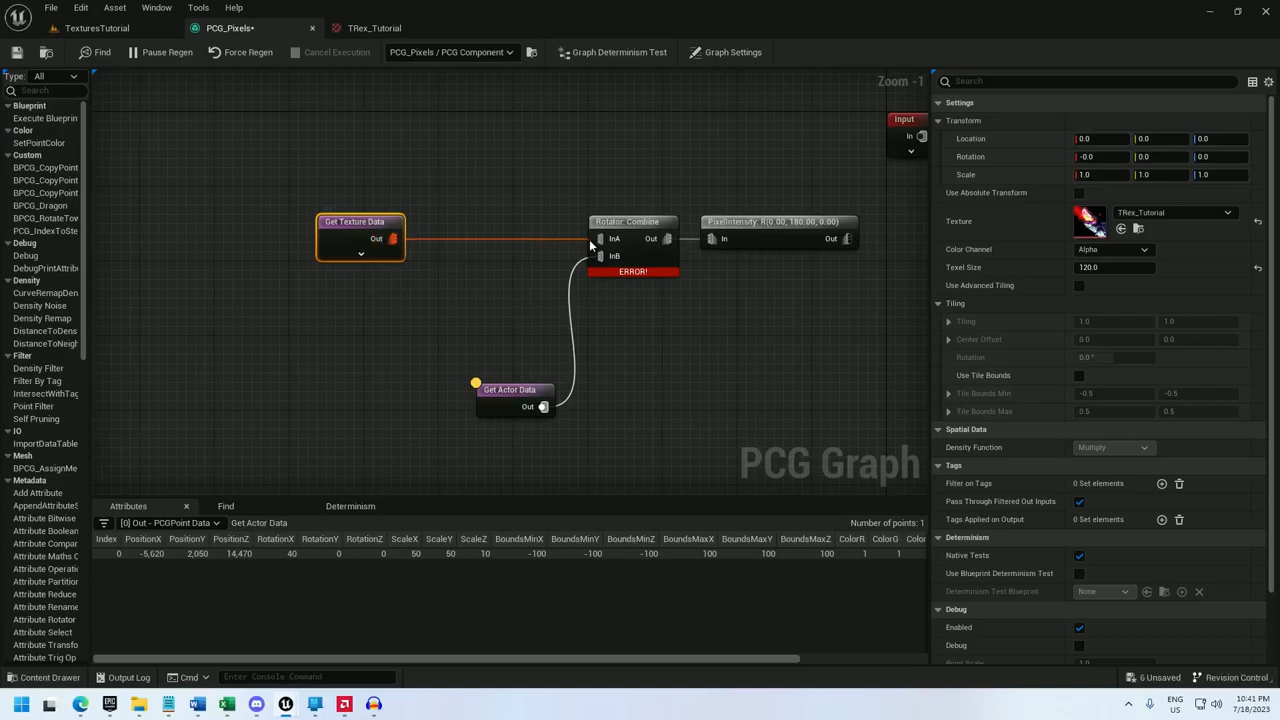 File Edit Asset Window Tools Help
TexturesTutorial
PCG_Pixels*
TRex_Tutorial
Find
Pause Regen
Force Regen
Cancel Execution
PCG_Pixels / PCG Component
Graph Determinism Test
Graph Settings
Type: All
Search
Blueprint
Execute Blueprin
Color
SetPointColor
Custom
BPCG_CopyPoint
BPCG_CopyPoint
BPCG_CopyPoint
BPCG_Dragon
BPCG_RotateTow
PCG_IndexToSte
Debug
Debug
DebugPrintAttrib
Density
CurveRemapDen
Density Noise
Density Remap
DistanceToDens
DistanceToNeigh
Filter
Density Filter
Filter By Tag
IntersectWithTag
Point Filter
Self Pruning
IO
ImportDataTable
Mesh
BPCG_AssignMe
Metadata
Add Attribute
AppendAttributeS
Attribute Bitwise
Attribute Boolean
Attribute Compar
Attribute Maths C
Attribute Operatio
Attribute Partition
Attribute Reduce
Attribute Rename
Attribute Rotator
Attribute Select
Attribute Transfo
Attribute Trig Op
Zoom -1
Input
In
Get Texture Data
Out
Rotator: Combine
InA Out
InB
ERROR!
PixelIntensity: R(0.00, 180.00, 0.00)
In Out
Get Actor Data
Out
PCG Graph
Attributes
Find
Determinism
[0] Out - PCGPoint Data
Get Actor Data
Number of points: 1
Index PositionX PositionY PositionZ RotationX RotationY RotationZ ScaleX ScaleY ScaleZ BoundsMinX BoundsMinY BoundsMinZ BoundsMaxX BoundsMaxY BoundsMaxZ ColorR ColorG Color
0 -5,620 2,050 14,470 40 0 0 50 50 10 -100 -100 -100 100 100 100 1 1
Search
Settings
Transform
Location 0.0 0.0 0.0
Rotation -0.0 0.0 0.0
Scale 1.0 1.0 1.0
Use Absolute Transform
Texture TRex_Tutorial
Color Channel Alpha
Texel Size 120.0
Use Advanced Tiling
Tiling
Tiling 1.0 1.0
Center Offset 0.0 0.0
Rotation 0.0 °
Use Tile Bounds
Tile Bounds Min -0.5 -0.5
Tile Bounds Max 0.5 0.5
Spatial Data
Density Function Multiply
Tags
Filter on Tags 0 Set elements
Pass Through Filtered Out Inputs
Tags Applied on Output 0 Set elements
Determinism
Native Tests
Use Blueprint Determinism Test
Determinism Test Blueprint None
Debug
Enabled
Debug
Point Scale 1.0
Content Drawer
Output Log
Cmd
Enter Console Command
6 Unsaved
Revision Control
ENG
US
10:41 PM
7/18/2023